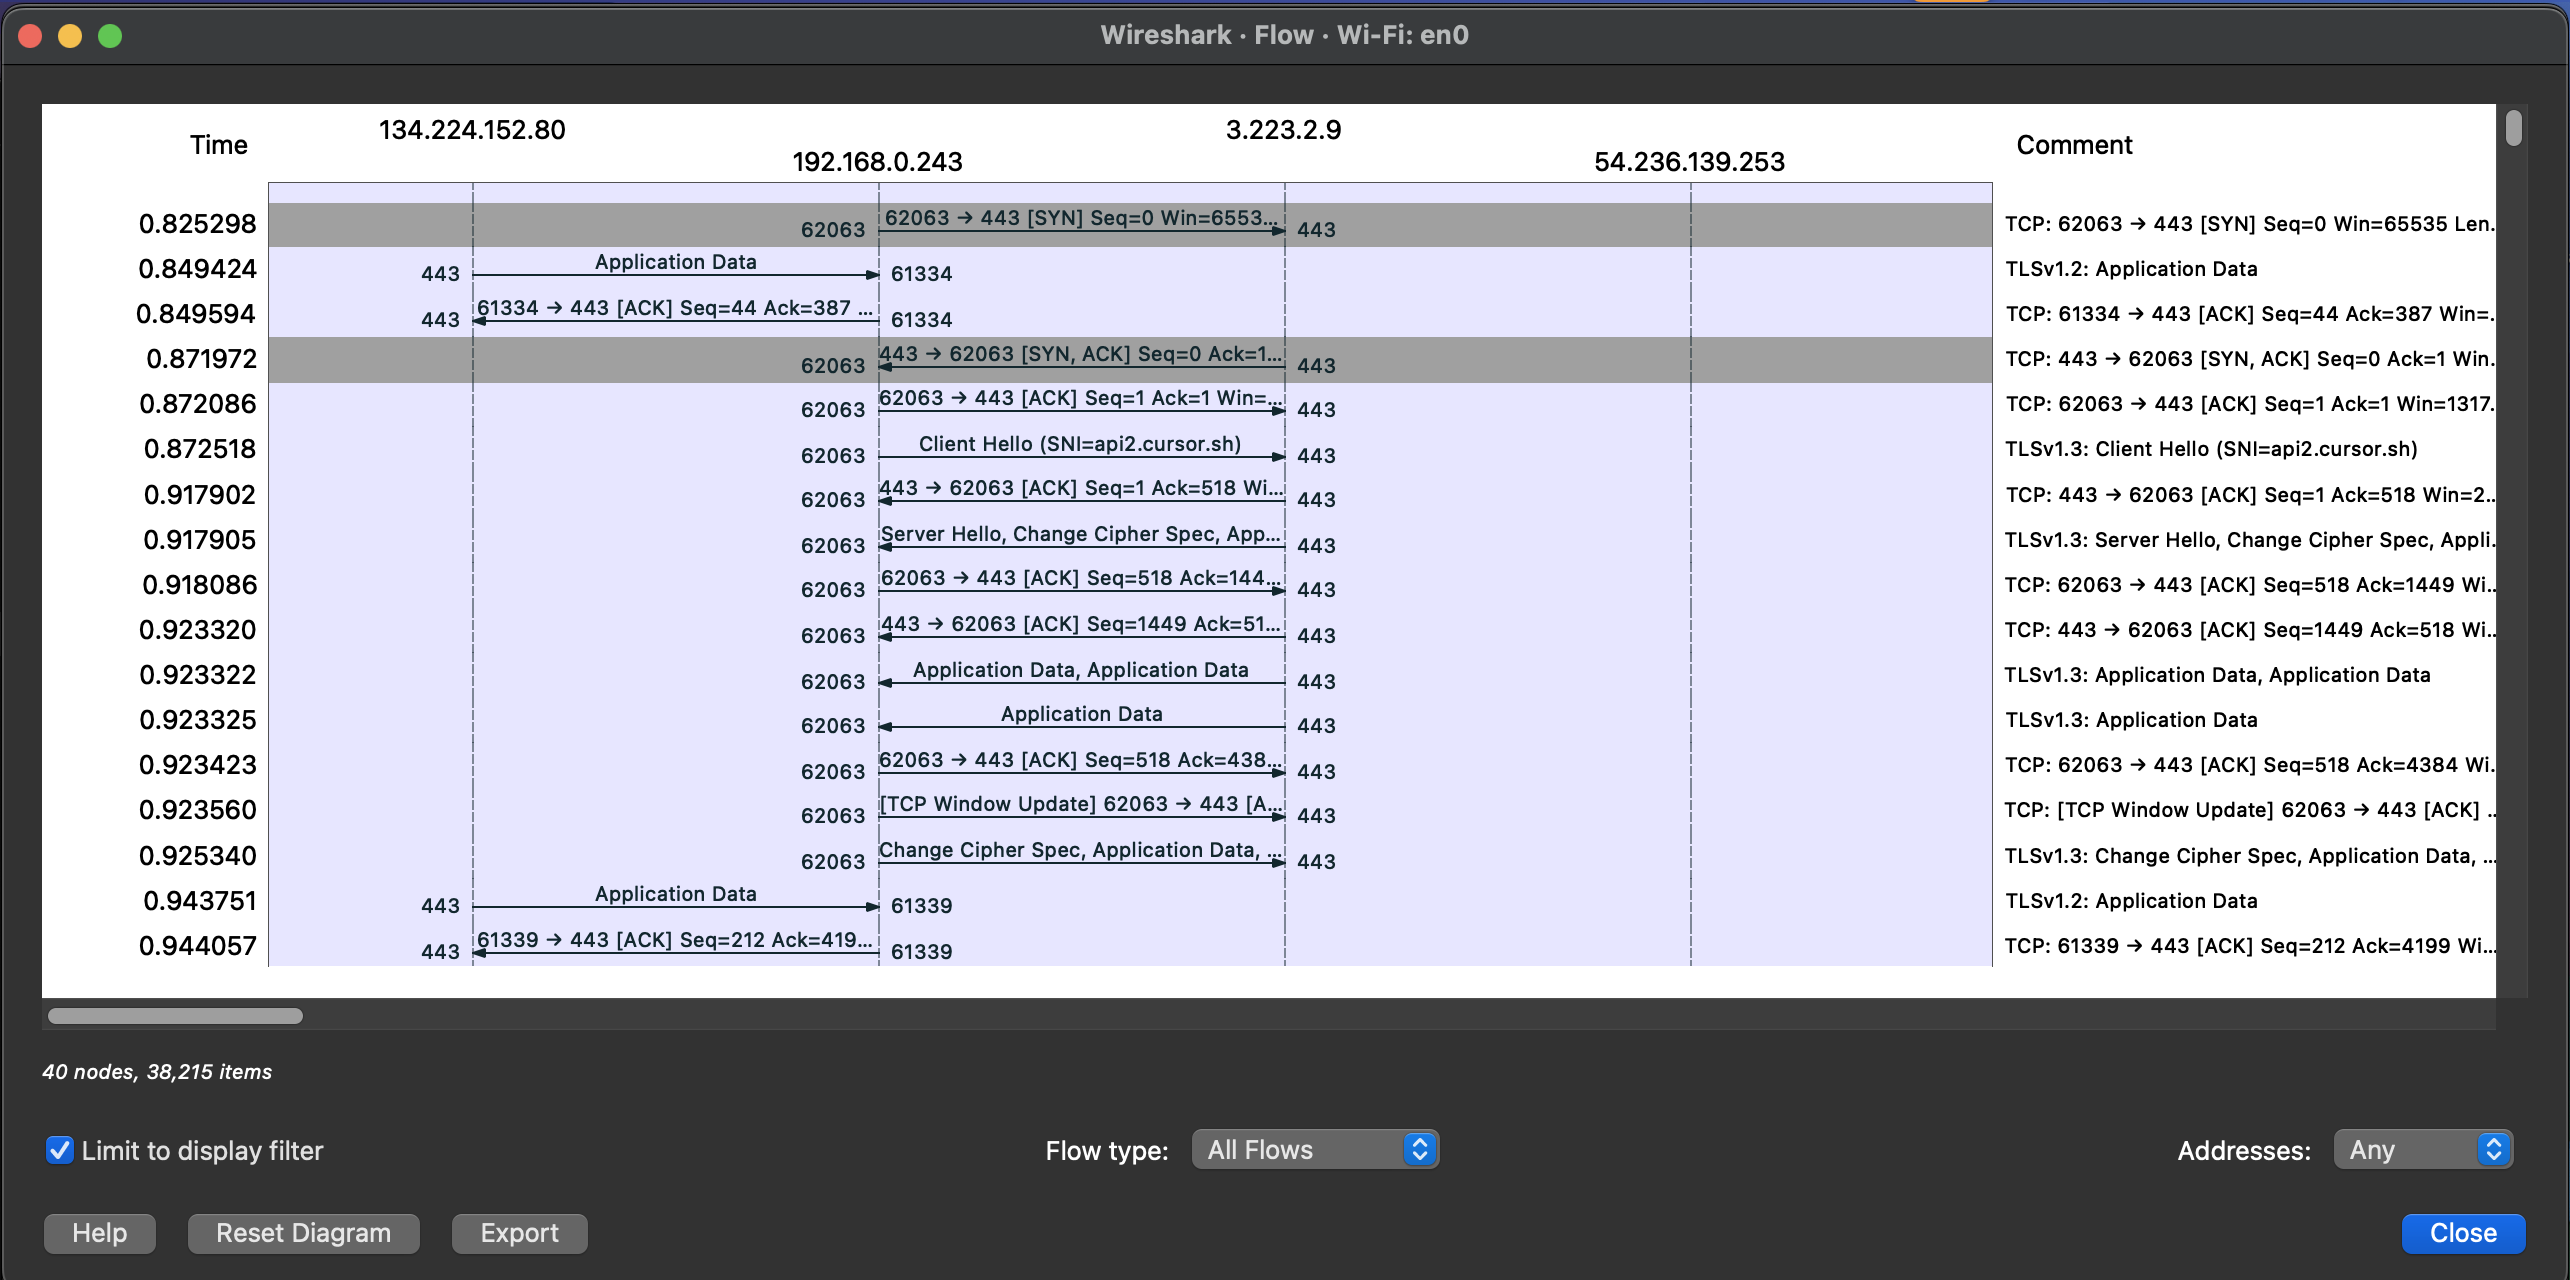 Wireshark · Flow · Wi-Fi: en0
134.224.152.80 3.223.2.9
Time Comment
192.168.0.243 54.236.139.253
0.825298 62063 62063 → 443 [SYN] Seq=0 Win=6553... 443 TCP: 62063 → 443 [SYN] Seq=0 Win=65535 Len.
0.849424 443 Application Data 61334 TLSv1.2: Application Data
0.849594 443 61334 → 443 [ACK] Seq=44 Ack=387 ... 61334 TCP: 61334 → 443 [ACK] Seq=44 Ack=387 Win=.
0.871972 62063 443 → 62063 [SYN, ACK] Seq=0 Ack=1... 443 TCP: 443 → 62063 [SYN, ACK] Seq=0 Ack=1 Win.
0.872086 62063 62063 → 443 [ACK] Seq=1 Ack=1 Win=... 443 TCP: 62063 → 443 [ACK] Seq=1 Ack=1 Win=1317.
0.872518 62063 Client Hello (SNI=api2.cursor.sh) 443 TLSv1.3: Client Hello (SNI=api2.cursor.sh)
0.917902 62063 443 → 62063 [ACK] Seq=1 Ack=518 Wi... 443 TCP: 443 → 62063 [ACK] Seq=1 Ack=518 Win=2..
0.917905 62063 Server Hello, Change Cipher Spec, App... 443 TLSv1.3: Server Hello, Change Cipher Spec, Appli.
0.918086 62063 62063 → 443 [ACK] Seq=518 Ack=144... 443 TCP: 62063 → 443 [ACK] Seq=518 Ack=1449 Wi..
0.923320 62063 443 → 62063 [ACK] Seq=1449 Ack=51... 443 TCP: 443 → 62063 [ACK] Seq=1449 Ack=518 Wi..
0.923322 62063 Application Data, Application Data 443 TLSv1.3: Application Data, Application Data
0.923325 62063 Application Data 443 TLSv1.3: Application Data
0.923423 62063 62063 → 443 [ACK] Seq=518 Ack=438... 443 TCP: 62063 → 443 [ACK] Seq=518 Ack=4384 Wi.
0.923560 62063 [TCP Window Update] 62063 → 443 [A... 443 TCP: [TCP Window Update] 62063 → 443 [ACK] ..
0.925340 62063 Change Cipher Spec, Application Data, ... 443 TLSv1.3: Change Cipher Spec, Application Data, ...
0.943751 443 Application Data 61339 TLSv1.2: Application Data
0.944057 443 61339 → 443 [ACK] Seq=212 Ack=419... 61339 TCP: 61339 → 443 [ACK] Seq=212 Ack=4199 Wi...
40 nodes, 38,215 items
Limit to display filter Flow type: All Flows Addresses: Any
Help Reset Diagram Export Close